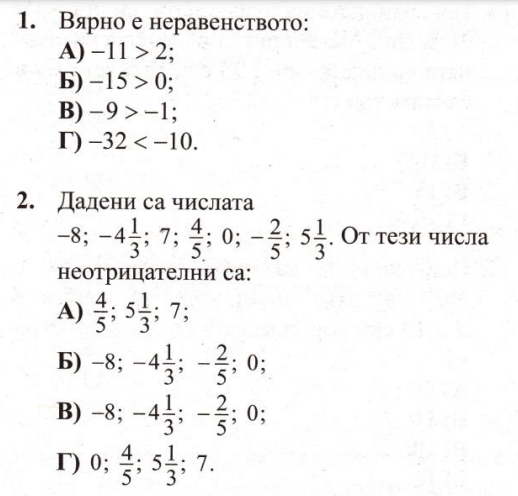 1. Вярно е неравенството:
А) –11 > 2;
Б) –15 > 0;
В) –9 > –1;
Г) –32 < –10.
2. Дадени са числата
–8; –4 1/3; 7; 4/5; 0; –2/5; 5 1/3. От тези числа
неотрицателни са:
А) 4/5; 5 1/3; 7;
Б) –8; –4 1/3; –2/5; 0;
В) –8; –4 1/3; –2/5; 0;
Г) 0; 4/5; 5 1/3; 7.